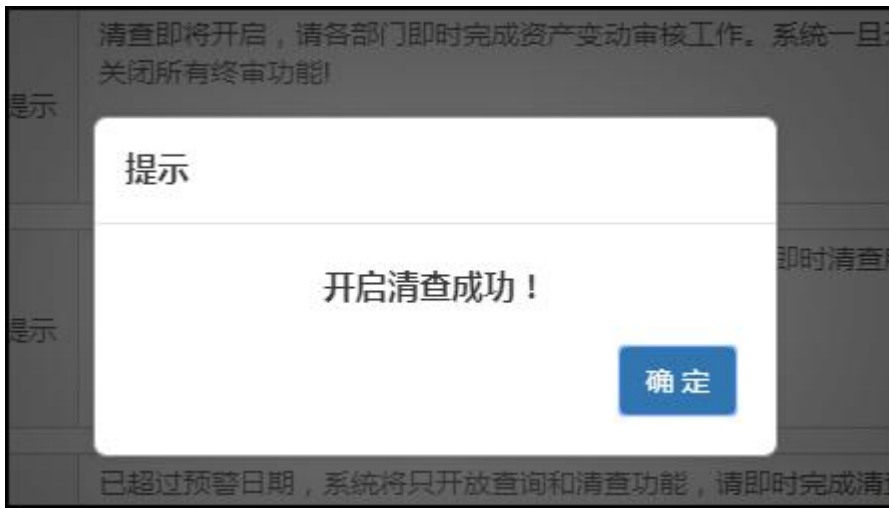 清查即将开启，请各部门即时完成资产变动审核工作。系统一旦
关闭所有终审功能!
提示
提示
开启清查成功！
即时清查
提示
确 定
已超过预警日期，系统将只开放查询和清查功能，请即时完成清